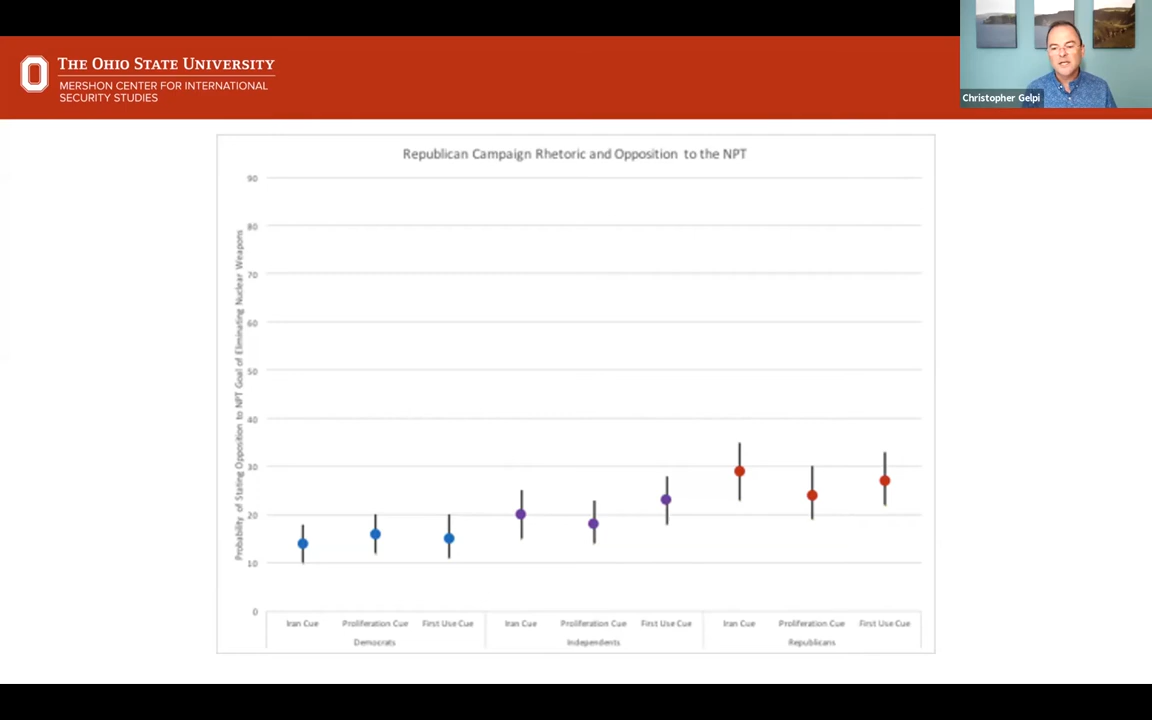 THE OHIO STATE UNIVERSITY
MERSHON CENTER FOR INTERNATIONAL
SECURITY STUDIES
Christopher Gelpi
Republican Campaign Rhetoric and Opposition to the NPT
Probability of Stating Opposition to NPT Goal of Eliminating Nuclear Weapons
90
80
70
60
50
40
30
20
10
0
Iran Cue Proliferation Cue First Use Cue Iran Cue Proliferation Cue First Use Cue Iran Cue Proliferation Cue First Use Cue
Democrats Independents Republicans